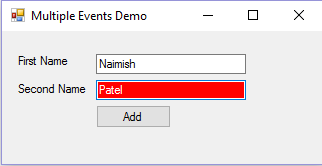 Multiple Events Demo
First Name Naimish
Second Name Patel
Add